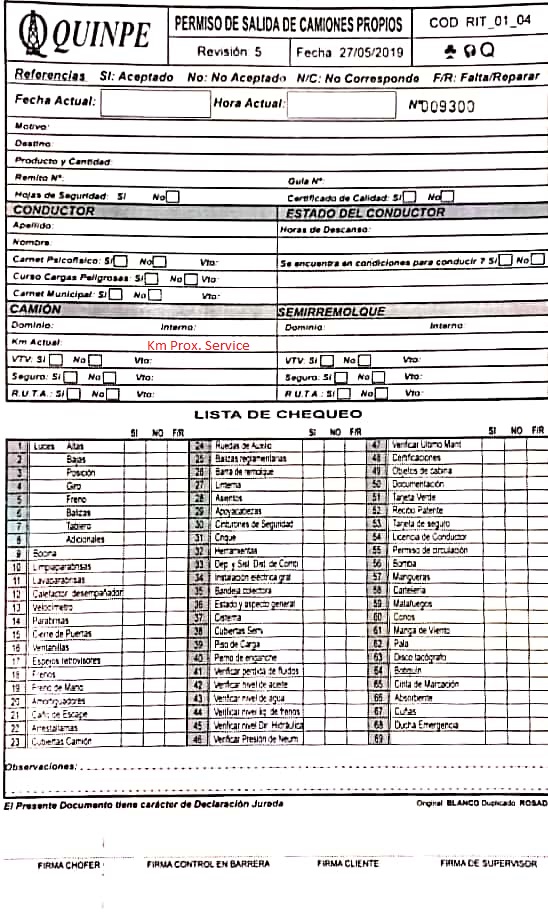 QUINPE
PERMISO DE SALIDA DE CAMIONES PROPIOS
COD RIT_01_04
Revisión 5 Fecha 27/05/2019
Referencias SI: Aceptado No: No Aceptado N/C: No Corresponde F/R: Falta/Reparar
Fecha Actual: Hora Actual: Nº009300
Motivo:
Destino:
Producto y Cantidad:
Remito Nº: Guia Nº:
Hojas de Seguridad: SI No Certificado de Calidad: SI No
CONDUCTOR ESTADO DEL CONDUCTOR
Apellido: Horas de Descanso:
Nombre:
Carnet Psicofísico: SI No Vto: Se encuentra en condiciones para conducir ? SI No
Curso Cargas Peligrosas: SI No Vto:
Carnet Municipal: SI No Vto:
CAMIÓN SEMIRREMOLQUE
Dominio: Interno: Dominio: Interno:
Km Actual: Km Prox. Service
VTV: SI No Vto: VTV: SI No Vto:
Seguro: SI No Vto: Seguro: SI No Vto:
R.U.T.A.: SI No Vto: R.U.T.A.: SI No Vto:
LISTA DE CHEQUEO
SI NO F/R SI NO F/R SI NO F/R
1 Luces Altas 24 Ruedas de Auxilio 47 Verificar Ultimo Mant
2 Bajas 25 Balizas reglamentarias 48 Certificaciones
3 Posición 26 Barra de remolque 49 Objetos de cabina
4 Giro 27 Linterna 50 Documentación
5 Freno 28 Asientos 51 Tarjeta Verde
6 Balizas 29 Apoyacabezas 52 Recibo Patente
7 Tablero 30 Cinturones de Seguridad 53 Tarjeta de seguro
8 Adicionales 31 Crique 54 Licencia de Conductor
9 Bocina 32 Herramientas 55 Permiso de circulación
10 Limpiaparabrisas 33 Dep y Sist. Dist. de Comb 56 Bomba
11 Lavaparabrisas 34 Instalación eléctrica gral 57 Mangueras
12 Calefactor desempañador 35 Bandeja colectora 58 Cartelería
13 Velocímetro 36 Estado y aspecto general 59 Matafuegos
14 Parabrisas 37 Cisterna 60 Conos
15 Cierre de Puertas 38 Cubiertas Semi 61 Manga de Viento
16 Ventanillas 39 Piso de Carga 62 Pala
17 Espejos retrovisores 40 Perno de enganche 63 Disco tacógrafo
18 Frenos 41 Verificar perdida de fluidos 64 Botiquín
19 Freno de Mano 42 Verificar nivel de aceite 65 Cinta de Marcación
20 Amortiguadores 43 Verificar nivel de agua 66 Absorbente
21 Caño de Escape 44 Verificar nivel liq. de frenos 67 Cuñas
22 Arrestallamas 45 Verificar nivel Dir. Hidráulica 68 Ducha Emergencia
23 Cubiertas Camión 46 Verificar Presión de Neum 69
Observaciones:
El Presente Documento tiene carácter de Declaración Jurada Original BLANCO Duplicado ROSAD
FIRMA CHOFER FIRMA CONTROL EN BARRERA FIRMA CLIENTE FIRMA DE SUPERVISOR